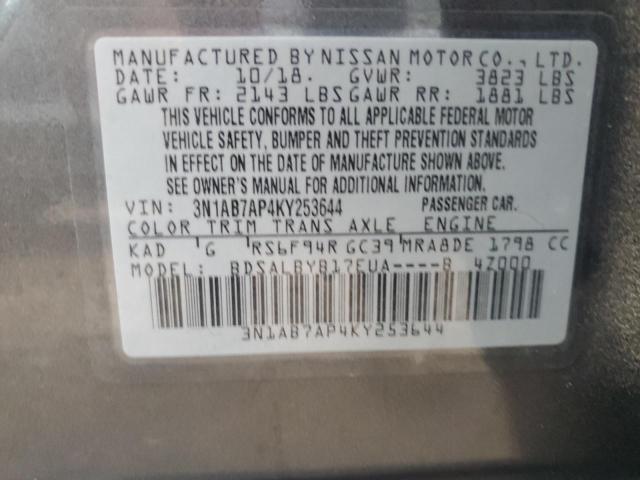 MANUFACTURED BY NISSAN MOTOR CO., LTD.
DATE: 10/18. GVWR: 3823 LBS
GAWR FR: 2143 LBS GAWR RR: 1881 LBS
THIS VEHICLE CONFORMS TO ALL APPLICABLE FEDERAL MOTOR
VEHICLE SAFETY, BUMPER AND THEFT PREVENTION STANDARDS
IN EFFECT ON THE DATE OF MANUFACTURE SHOWN ABOVE.
SEE OWNER'S MANUAL FOR ADDITIONAL INFORMATION.
VIN: 3N1AB7AP4KY253644 PASSENGER CAR.
COLOR TRIM TRANS AXLE ENGINE
KAD G RS6F94R GC39 MRA8DE 1798 CC
MODEL: BDSALBYB17EUA----B 4Z000
3N1AB7AP4KY253644